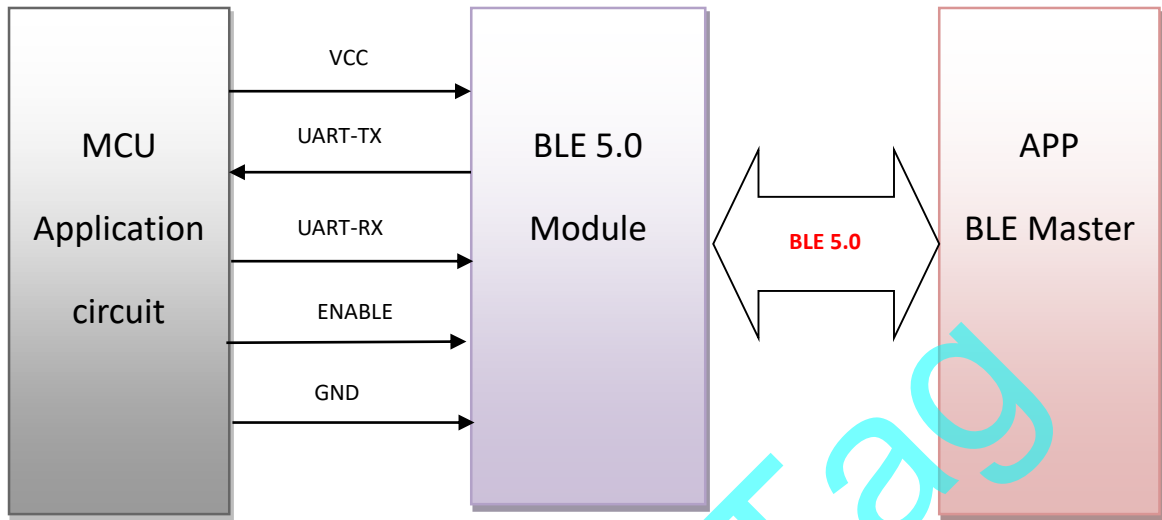 MCU
Application
circuit
VCC
UART-TX
UART-RX
ENABLE
GND
BLE 5.0
Module
BLE 5.0
APP
BLE Master
Tag